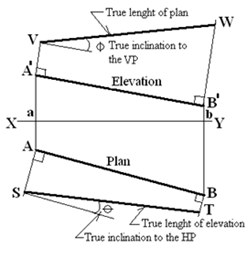 True lenght of plan
W
V
ϕ True inclination to
the VP
A'
Elevation
B'
a
b
X
Y
A
Plan
S
B
θ
T
True lenght of elevation
True inclination to the HP